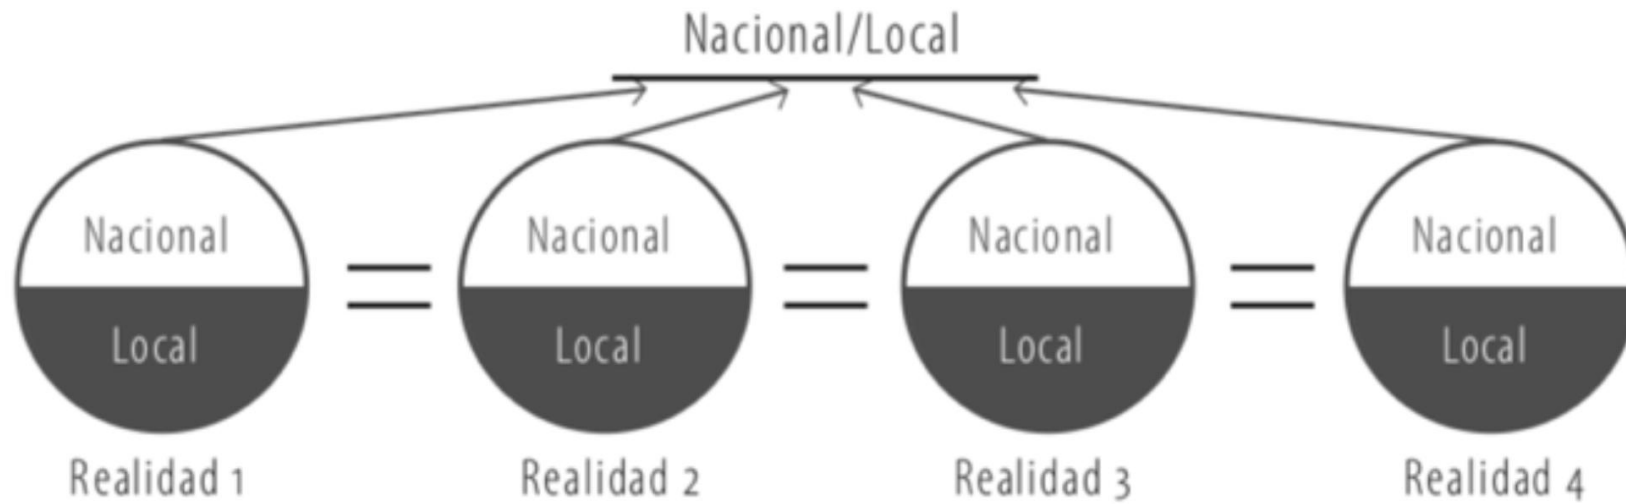 Nacional/Local
Nacional
Nacional
Nacional
Nacional
Local
Local
Local
Local
Realidad 1
Realidad 2
Realidad 3
Realidad 4